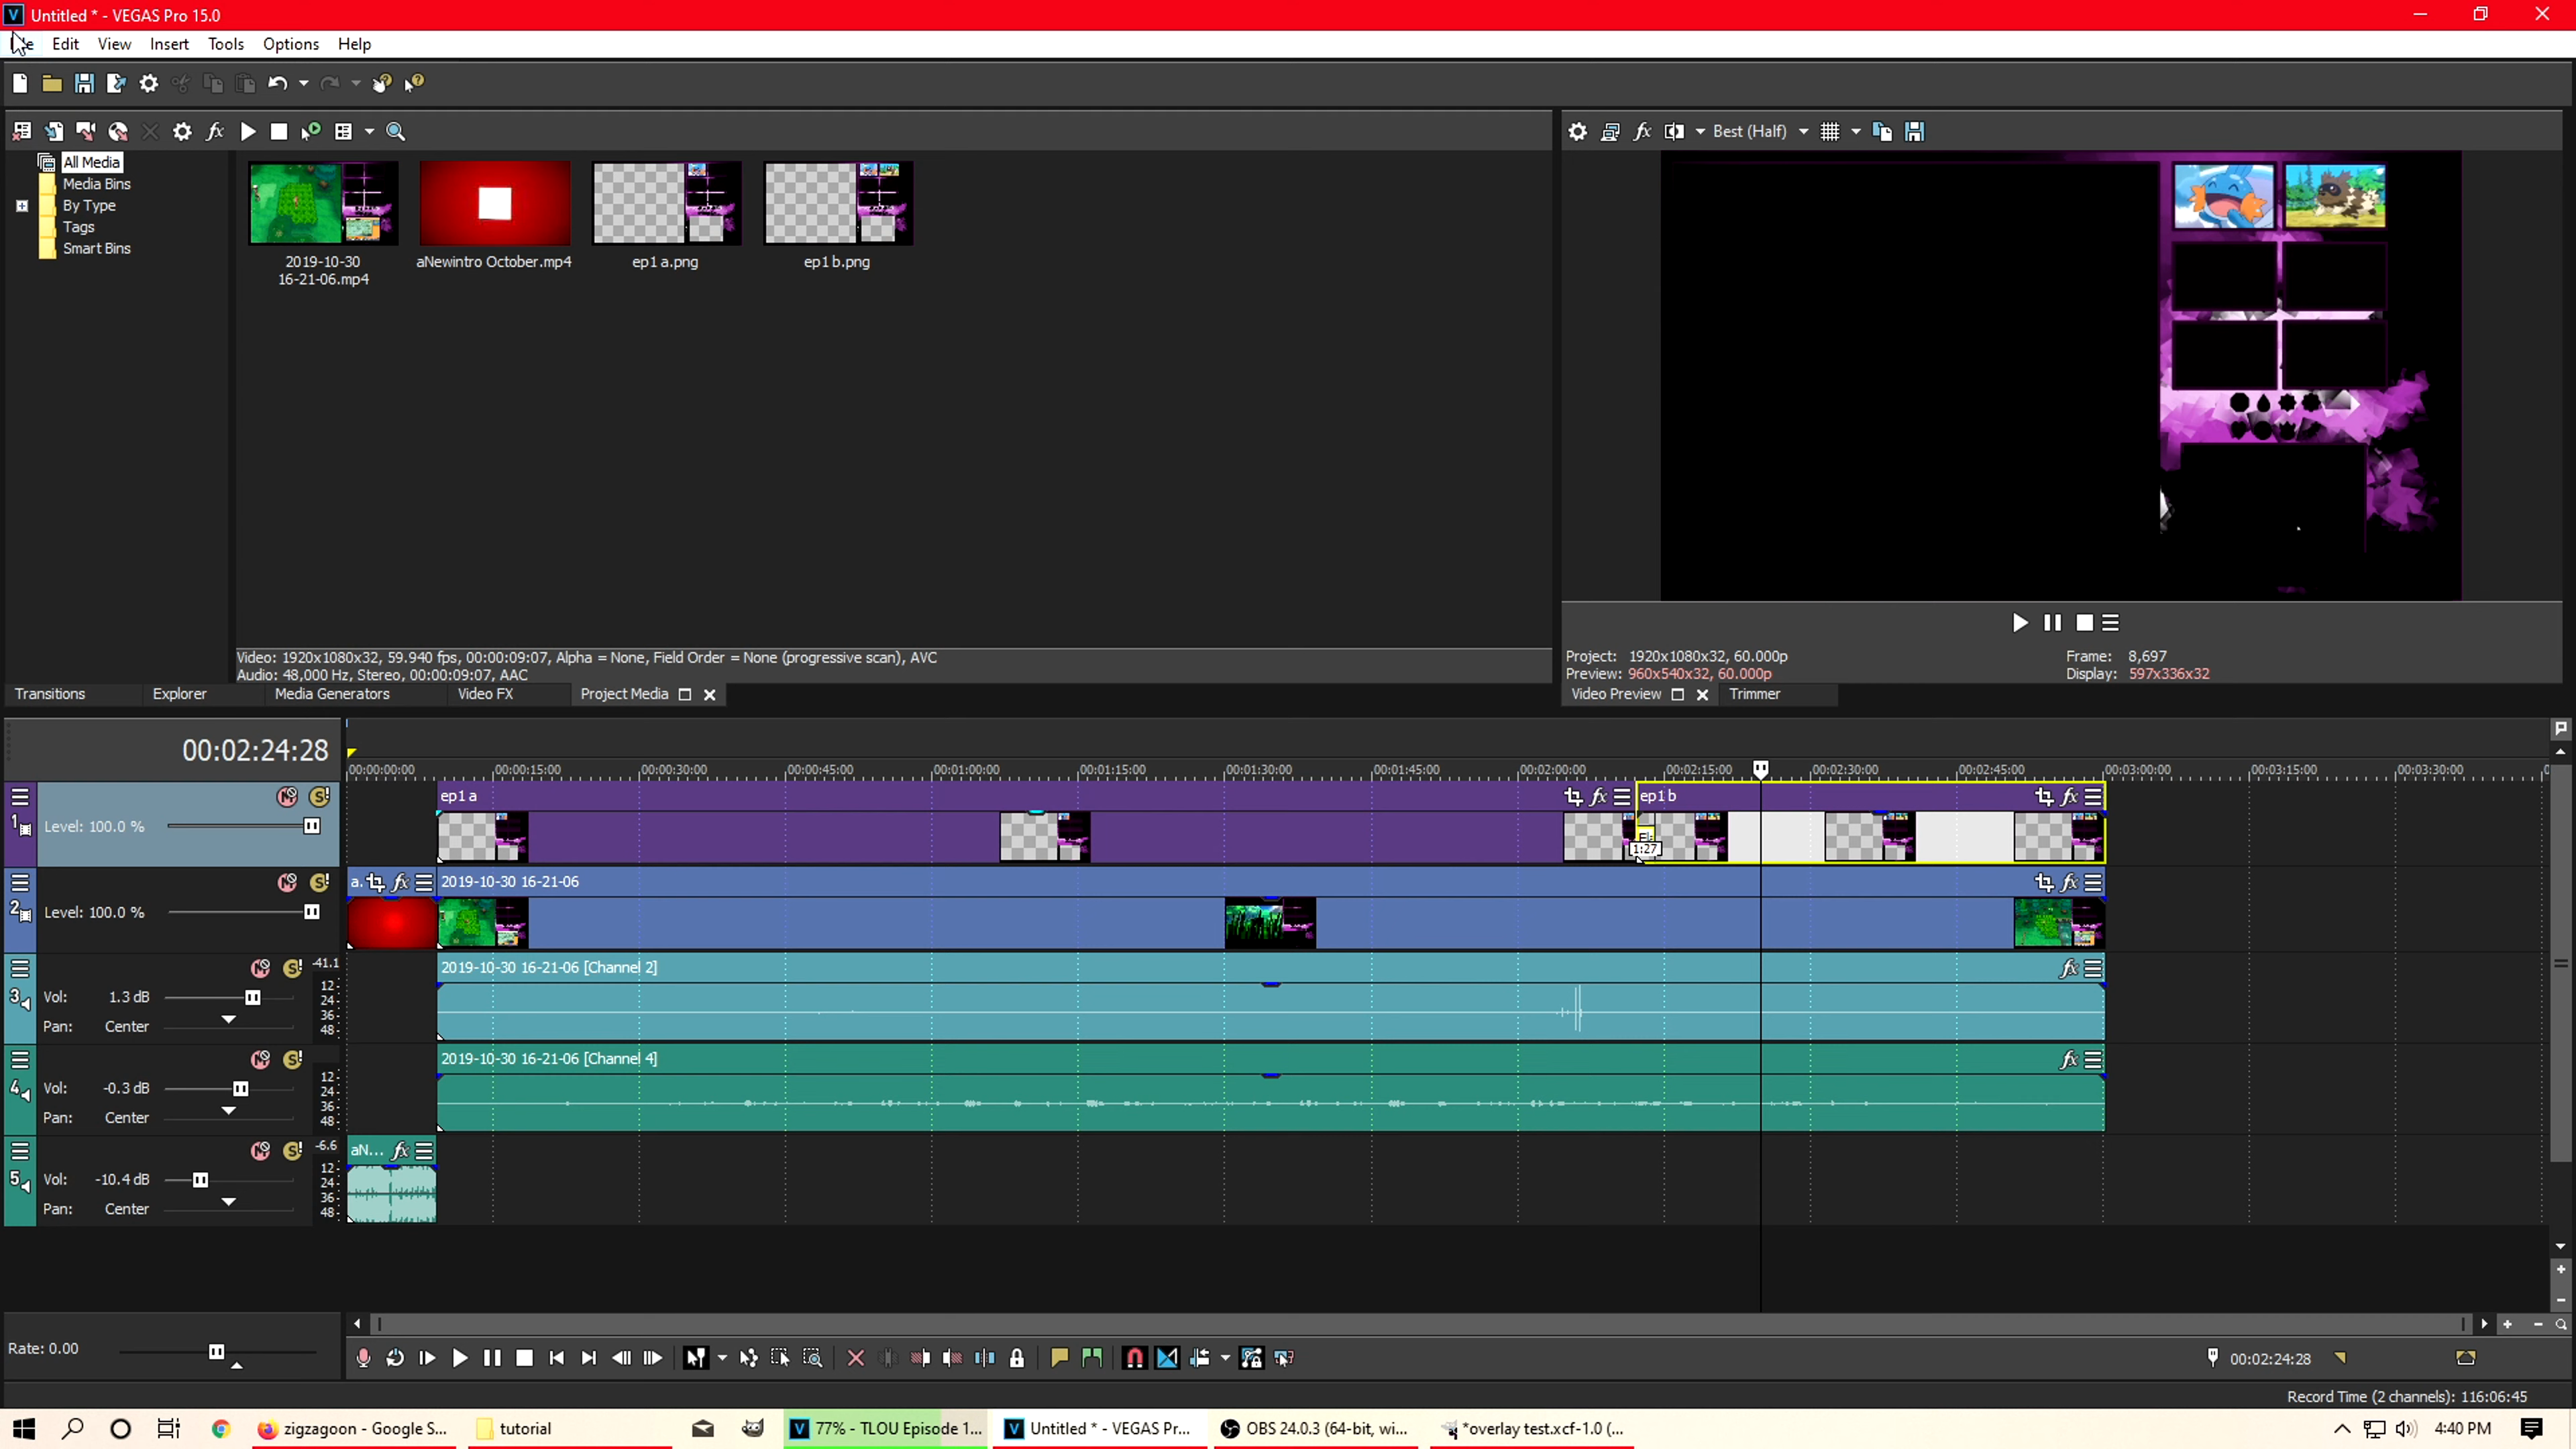 Untitled * - VEGAS Pro 15.0
Edit View Insert Tools Options Help
Best (Half)
All Media
Media Bins
By Type
Tags
Smart Bins
2019-10-30 16-21-06.mp4
aNewintro October.mp4
ep1 a.png
ep1 b.png
Video: 1920x1080x32, 59.940 fps, 00:00:09:07, Alpha = None, Field Order = None (progressive scan), AVC
Audio: 48,000 Hz, Stereo, 00:00:09:07, AAC
Project: 1920x1080x32, 60.000p
Frame: 8,697
Preview: 960x540x32, 60.000p
Display: 597x336x32
Transitions Explorer Media Generators Video FX Project Media
Video Preview Trimmer
00:02:24:28
00:00:00:00 00:00:15:00 00:00:30:00 00:00:45:00 00:01:00:00 00:01:15:00 00:01:30:00 00:01:45:00 00:02:00:00 00:02:15:00 00:02:30:00 00:02:45:00 00:03:00:00 00:03:15:00 00:03:30:00
1
Level: 100.0 %
ep1 a
ep1 b
1:27
2
Level: 100.0 %
a.
2019-10-30 16-21-06
3
Vol: 1.3 dB
Pan: Center
-41.1
12
24
36
48
2019-10-30 16-21-06 [Channel 2]
4
Vol: -0.3 dB
Pan: Center
12
24
36
48
2019-10-30 16-21-06 [Channel 4]
5
Vol: -10.4 dB
Pan: Center
-6.6
12
24
36
48
aN...
Rate: 0.00
00:02:24:28
Record Time (2 channels): 116:06:45
zigzagoon - Google S...
tutorial
77% - TLOU Episode 1...
Untitled * - VEGAS Pr...
OBS 24.0.3 (64-bit, wi...
*overlay test.xcf-1.0 (...
4:40 PM